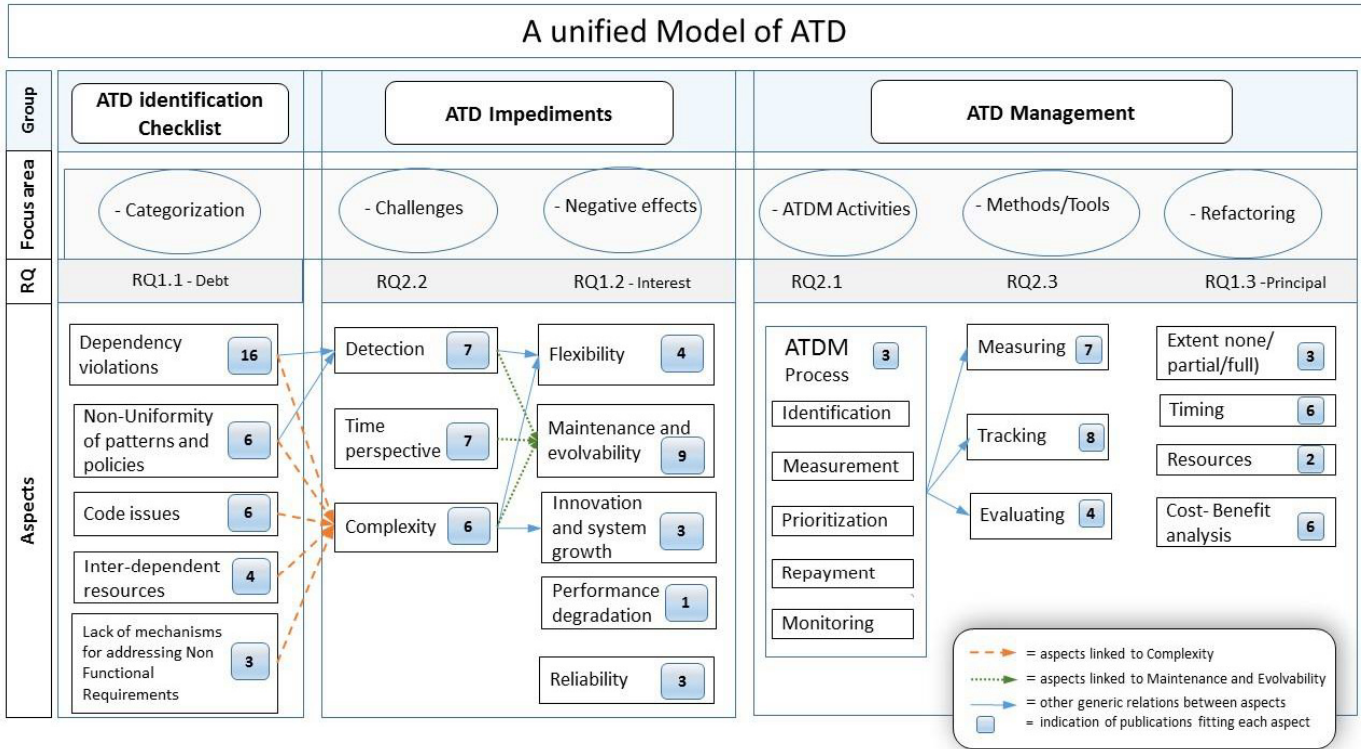 A unified Model of ATD
Group
ATD identification
Checklist
ATD Impediments
ATD Management
Focus area
- Categorization
- Challenges
- Negative effects
- ATDM Activities
- Methods/Tools
- Refactoring
RQ
RQ1.1 - Debt
RQ2.2
RQ1.2 - Interest
RQ2.1
RQ2.3
RQ1.3 -Principal
Aspects
Dependency
violations
16
Non-Uniformity
of patterns and
policies
6
Code issues
6
Inter-dependent
resources
4
Lack of mechanisms
for addressing Non
Functional
Requirements
3
Detection
7
Time
perspective
7
Complexity
6
Flexibility
4
Maintenance and
evolvability
9
Innovation
and system
growth
3
Performance
degradation
1
Reliability
3
ATDM
Process
3
Identification
Measurement
Prioritization
Repayment
Monitoring
Measuring
7
Tracking
8
Evaluating
4
Extent none/
partial/full)
3
Timing
6
Resources
2
Cost- Benefit
analysis
6
= aspects linked to Complexity
= aspects linked to Maintenance and Evolvability
= other generic relations between aspects
= indication of publications fitting each aspect